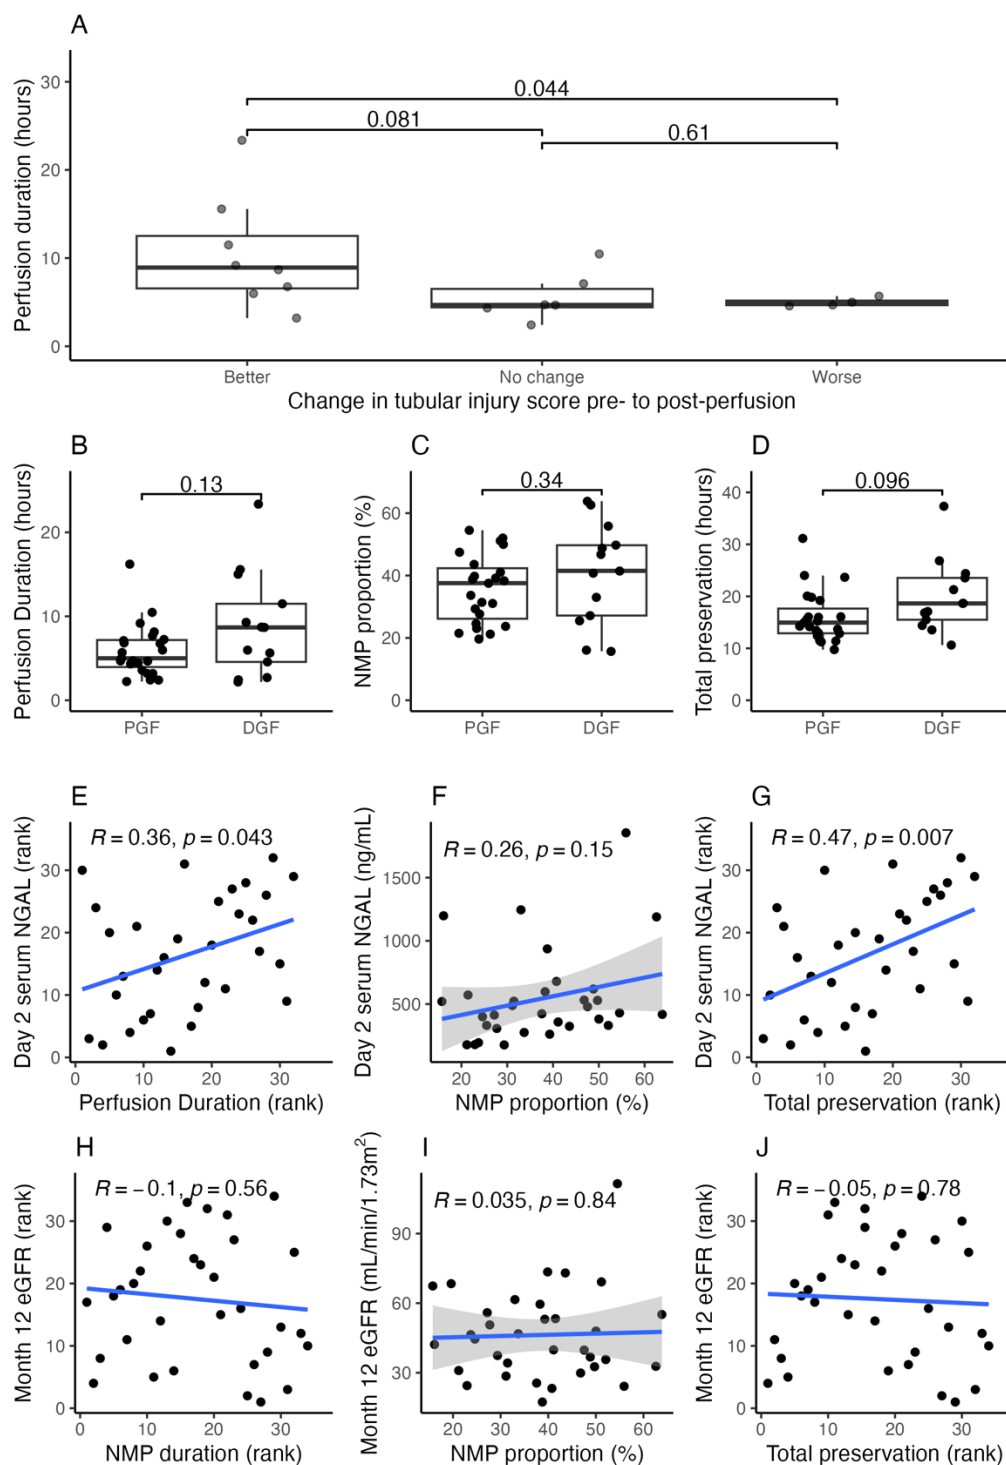 A
Perfusion duration (hours)
30
20
10
0
0.044
0.081
0.61
Better
No change
Worse
Change in tubular injury score pre- to post-perfusion
B
Perfusion Duration (hours)
20
10
0
0.13
PGF
DGF
C
NMP proportion (%)
60
40
20
0
0.34
PGF
DGF
D
Total preservation (hours)
40
30
20
10
0
0.096
PGF
DGF
E
Day 2 serum NGAL (rank)
R = 0.36, p = 0.043
30
20
10
0
0
10
20
30
Perfusion Duration (rank)
F
Day 2 serum NGAL (ng/mL)
R = 0.26, p = 0.15
1500
1000
500
20
30
40
50
60
NMP proportion (%)
G
Day 2 serum NGAL (rank)
R = 0.47, p = 0.007
30
20
10
0
0
10
20
30
Total preservation (rank)
H
Month 12 eGFR (rank)
R = −0.1, p = 0.56
30
20
10
0
0
10
20
30
NMP duration (rank)
I
Month 12 eGFR (mL/min/1.73m²)
R = 0.035, p = 0.84
90
60
30
20
30
40
50
60
NMP proportion (%)
J
Month 12 eGFR (rank)
R = −0.05, p = 0.78
30
20
10
0
0
10
20
30
Total preservation (rank)